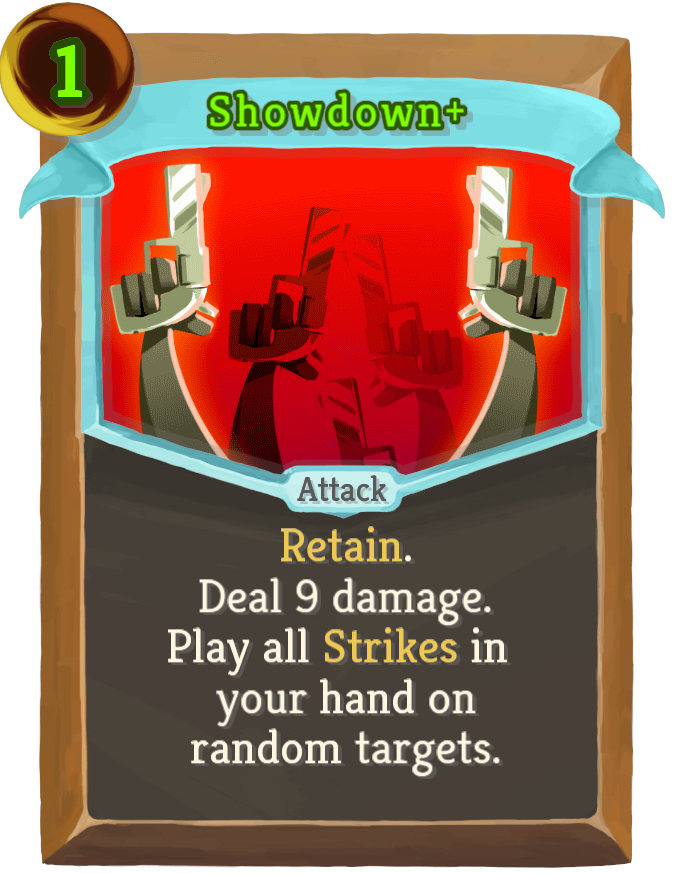 1
Showdown+
Attack
Retain.
Deal 9 damage.
Play all Strikes in
your hand on
random targets.